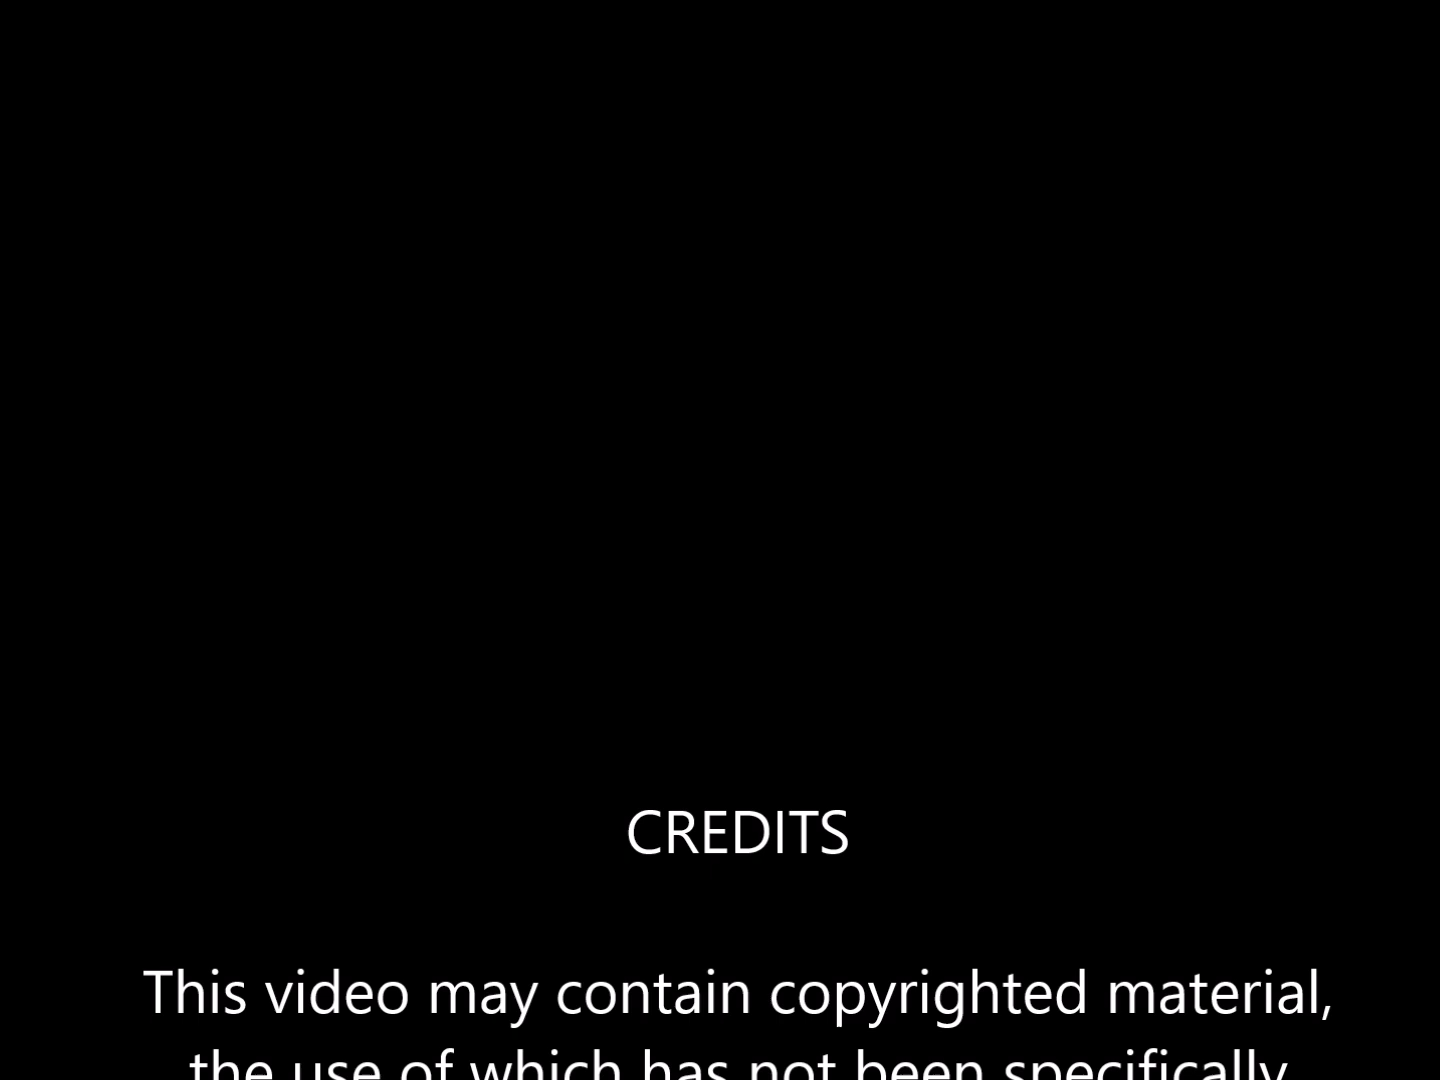 CREDITS
This video may contain copyrighted material,
the use of which has not been specifically